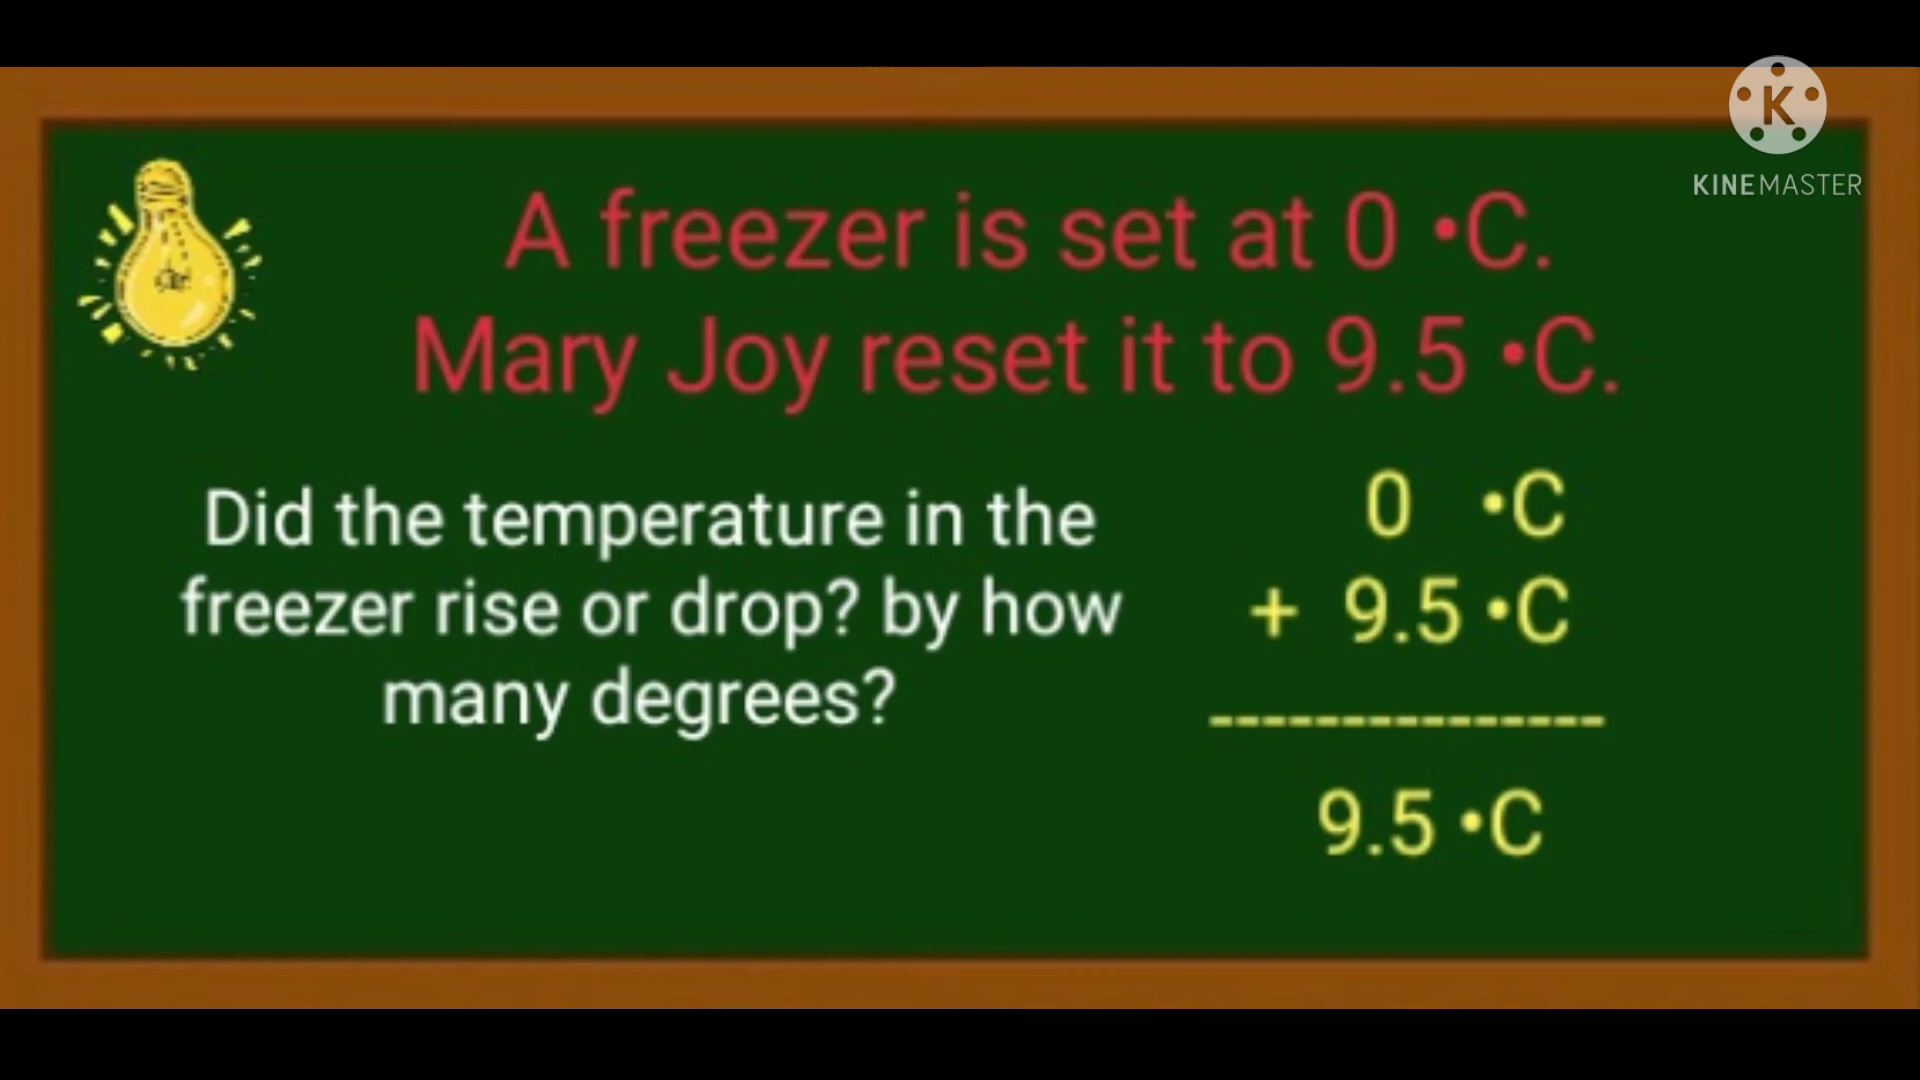 K
KINEMASTER
A freezer is set at 0 •C.
Mary Joy reset it to 9.5 •C.
Did the temperature in the
freezer rise or drop? by how
many degrees?
0 •C
+ 9.5 •C
---------------
9.5 •C